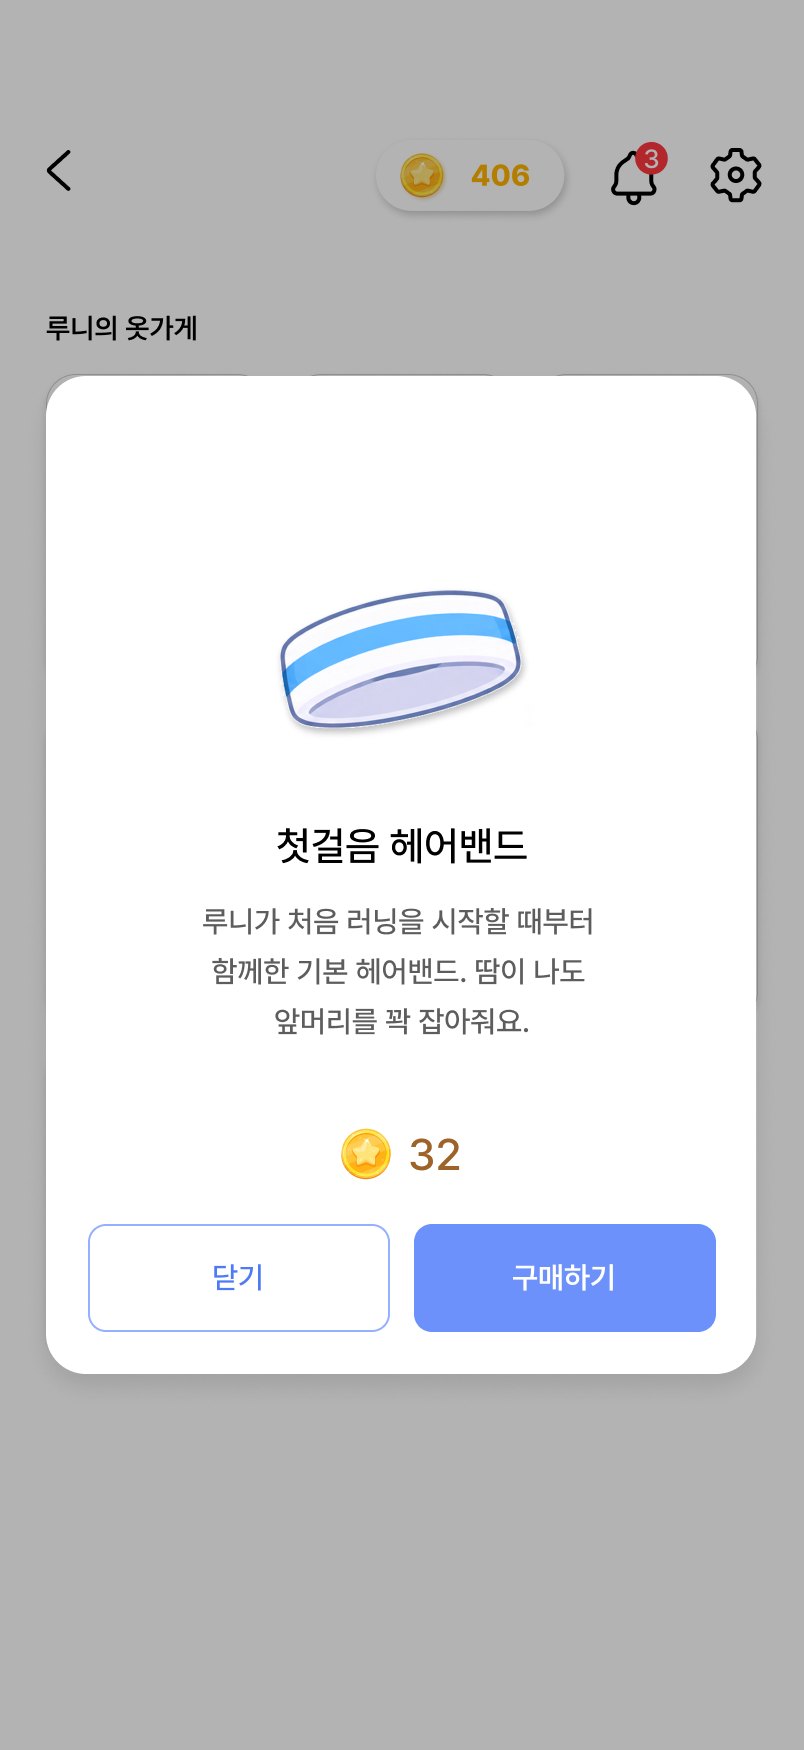 406
3
루니의 옷가게
첫걸음 헤어밴드
루니가 처음 러닝을 시작할 때부터
함께한 기본 헤어밴드. 땀이 나도
앞머리를 꽉 잡아줘요.
32
닫기
구매하기